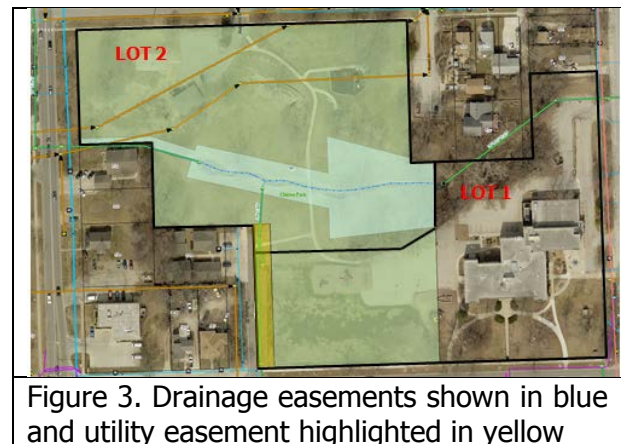 LOT 2
LOT 1
Figure 3. Drainage easements shown in blue
and utility easement highlighted in yellow